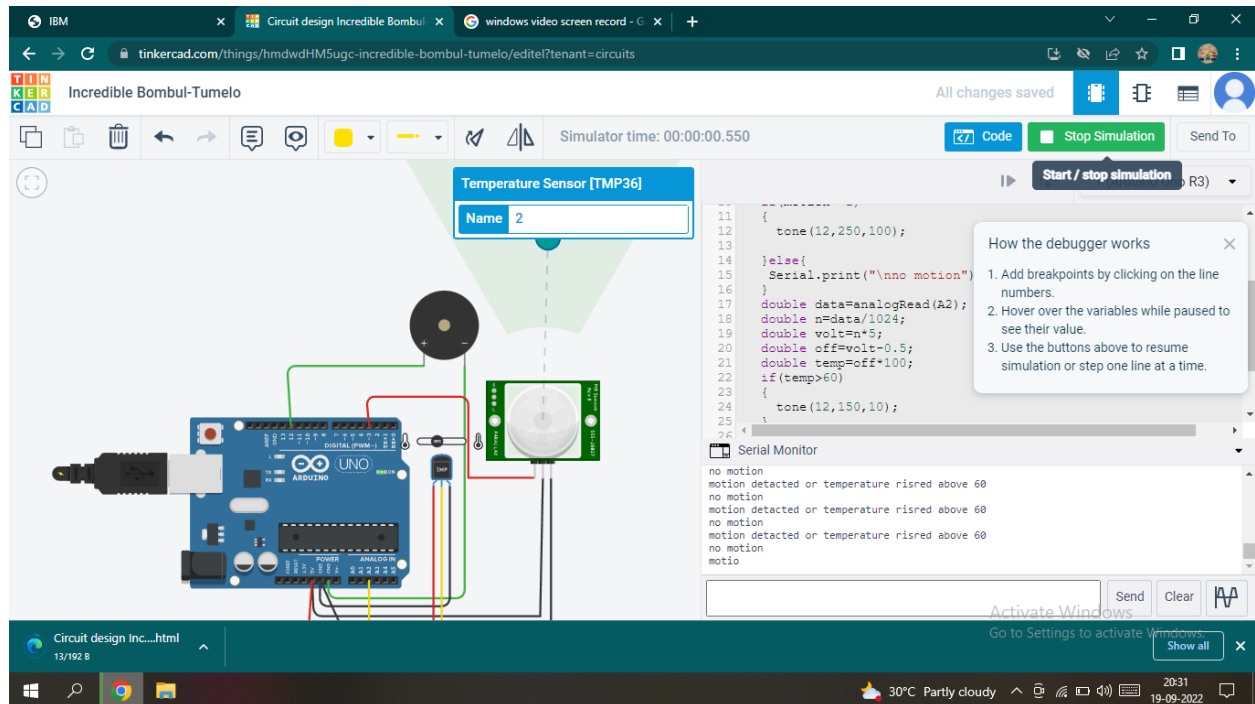 IBM
Circuit design Incredible Bombul
windows video screen record - G
tinkercad.com/things/hmdwdHM5ugc-incredible-bombul-tumelo/editel?tenant=circuits
TIN
KER
CAD
Incredible Bombul-Tumelo
All changes saved
Simulator time: 00:00:00.550
Code
Stop Simulation
Send To
Start / stop simulation
R3)
Temperature Sensor [TMP36]
Name 2
11 {
12 tone(12,250,100);
13
14 }else{
15 Serial.print("\nno motion")
16 }
17 double data=analogRead(A2);
18 double n=data/1024;
19 double volt=n*5;
20 double off=volt-0.5;
21 double temp=off*100;
22 if(temp>60)
23 {
24 tone(12,150,10);
25 }
26
How the debugger works
1. Add breakpoints by clicking on the line
numbers.
2. Hover over the variables while paused to
see their value.
3. Use the buttons above to resume
simulation or step one line at a time.
DIGITAL (PWM~)
UNO
ARDUINO
TX
RX
L
ON
POWER
ANALOG IN
TMP
Serial Monitor
no motion
motion detected or temperature risred above 60
no motion
motion detected or temperature risred above 60
no motion
motion detected or temperature risred above 60
no motion
motio
Send
Clear
Activate Windows
Go to Settings to activate Windows.
Circuit design Inc....html
13/192 B
Show all
30°C Partly cloudy
20:31
19-09-2022